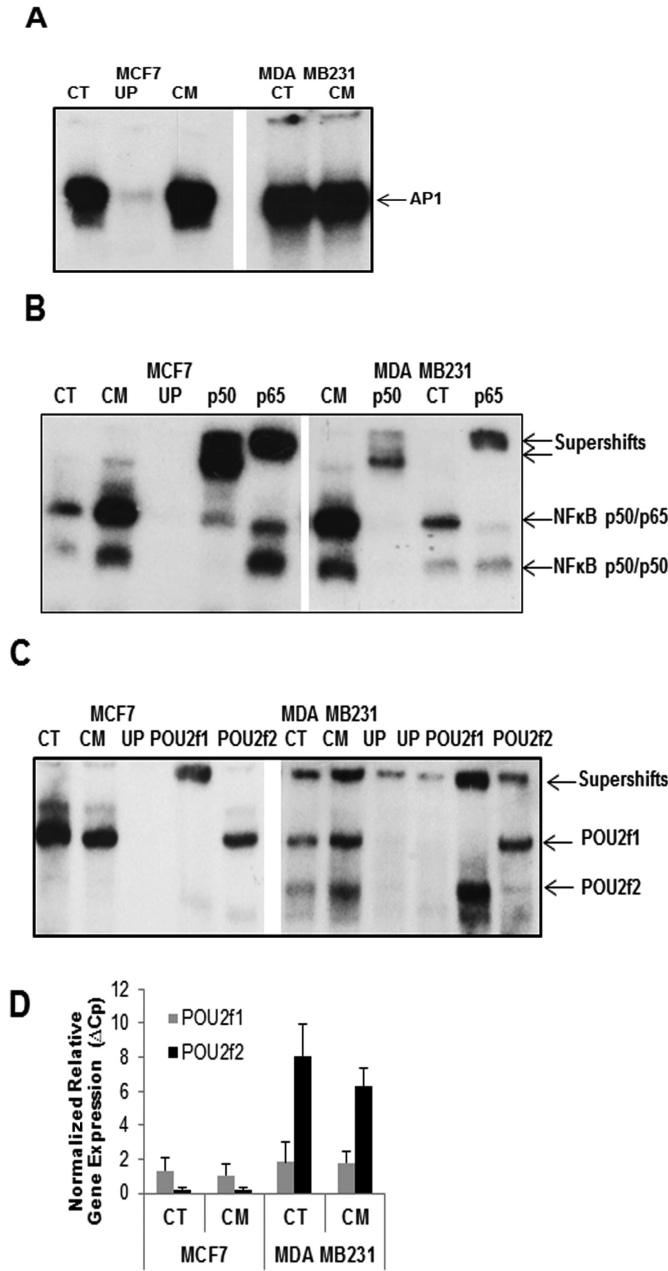 A
MCF7 MDA MB231
CT UP CM CT CM
AP1
B
MCF7 MDA MB231
CT CM UP p50 p65 CM p50 CT p65
Supershifts
NFκB p50/p65
NFκB p50/p50
C
MCF7 MDA MB231
CT CM UP POU2f1 POU2f2 CT CM UP UP POU2f1 POU2f2
Supershifts
POU2f1
POU2f2
D
Normalized Relative
Gene Expression (ΔCp)
12
10
8
6
4
2
0
POU2f1
POU2f2
CT CM CT CM
MCF7 MDA MB231